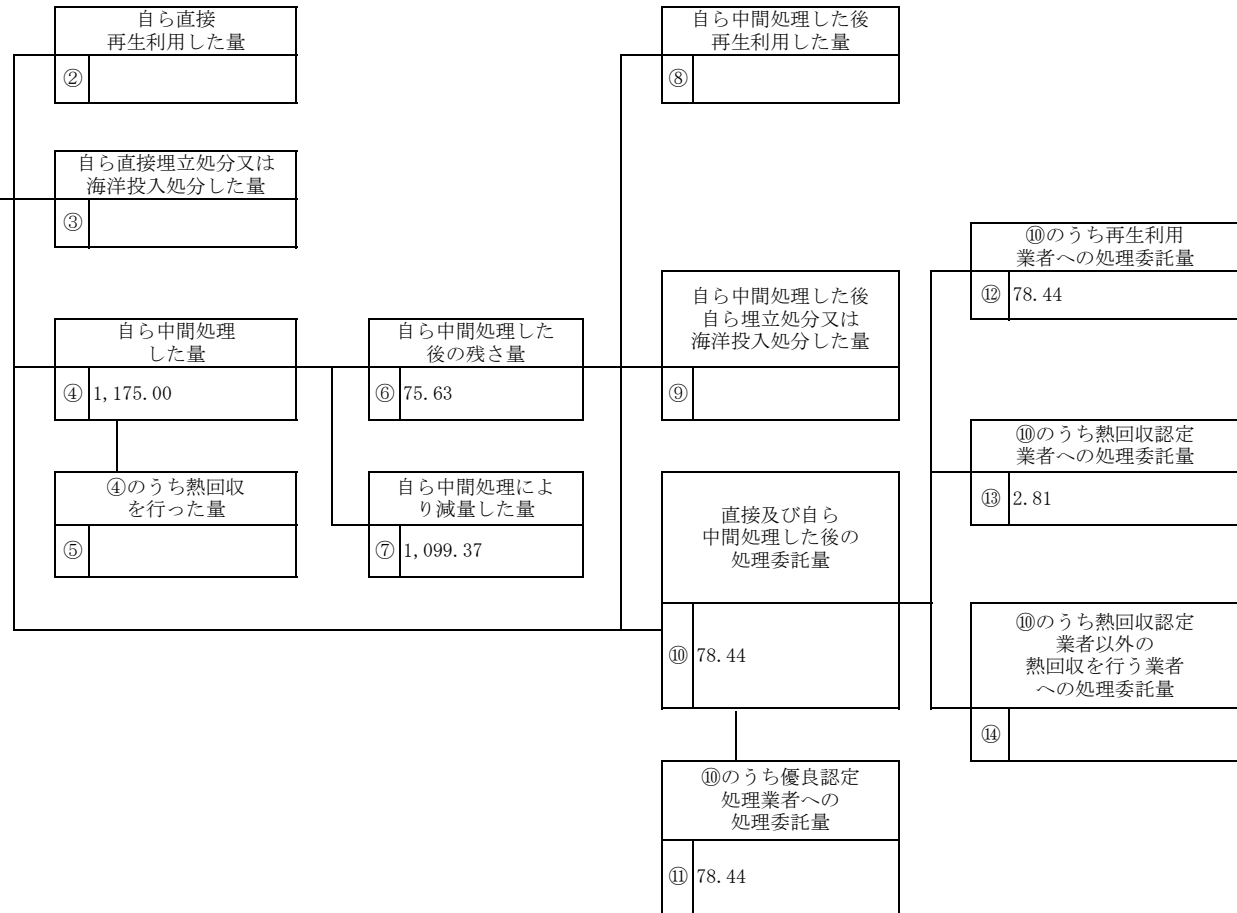 自ら直接
再生利用した量
②
自ら中間処理した後
再生利用した量
⑧
自ら直接埋立処分又は
海洋投入処分した量
③
⑩のうち再生利用
業者への処理委託量
⑫ 78.44
自ら中間処理
した量
④ 1,175.00
自ら中間処理した
後の残さ量
⑥ 75.63
自ら中間処理した後
自ら埋立処分又は
海洋投入処分した量
⑨
⑩のうち熱回収認定
業者への処理委託量
⑬ 2.81
④のうち熱回収
を行った量
⑤
自ら中間処理によ
り減量した量
⑦ 1,099.37
直接及び自ら
中間処理した後の
処理委託量
⑩ 78.44
⑩のうち熱回収認定
業者以外の
熱回収を行う業者
への処理委託量
⑭
⑩のうち優良認定
処理業者への
処理委託量
⑪ 78.44